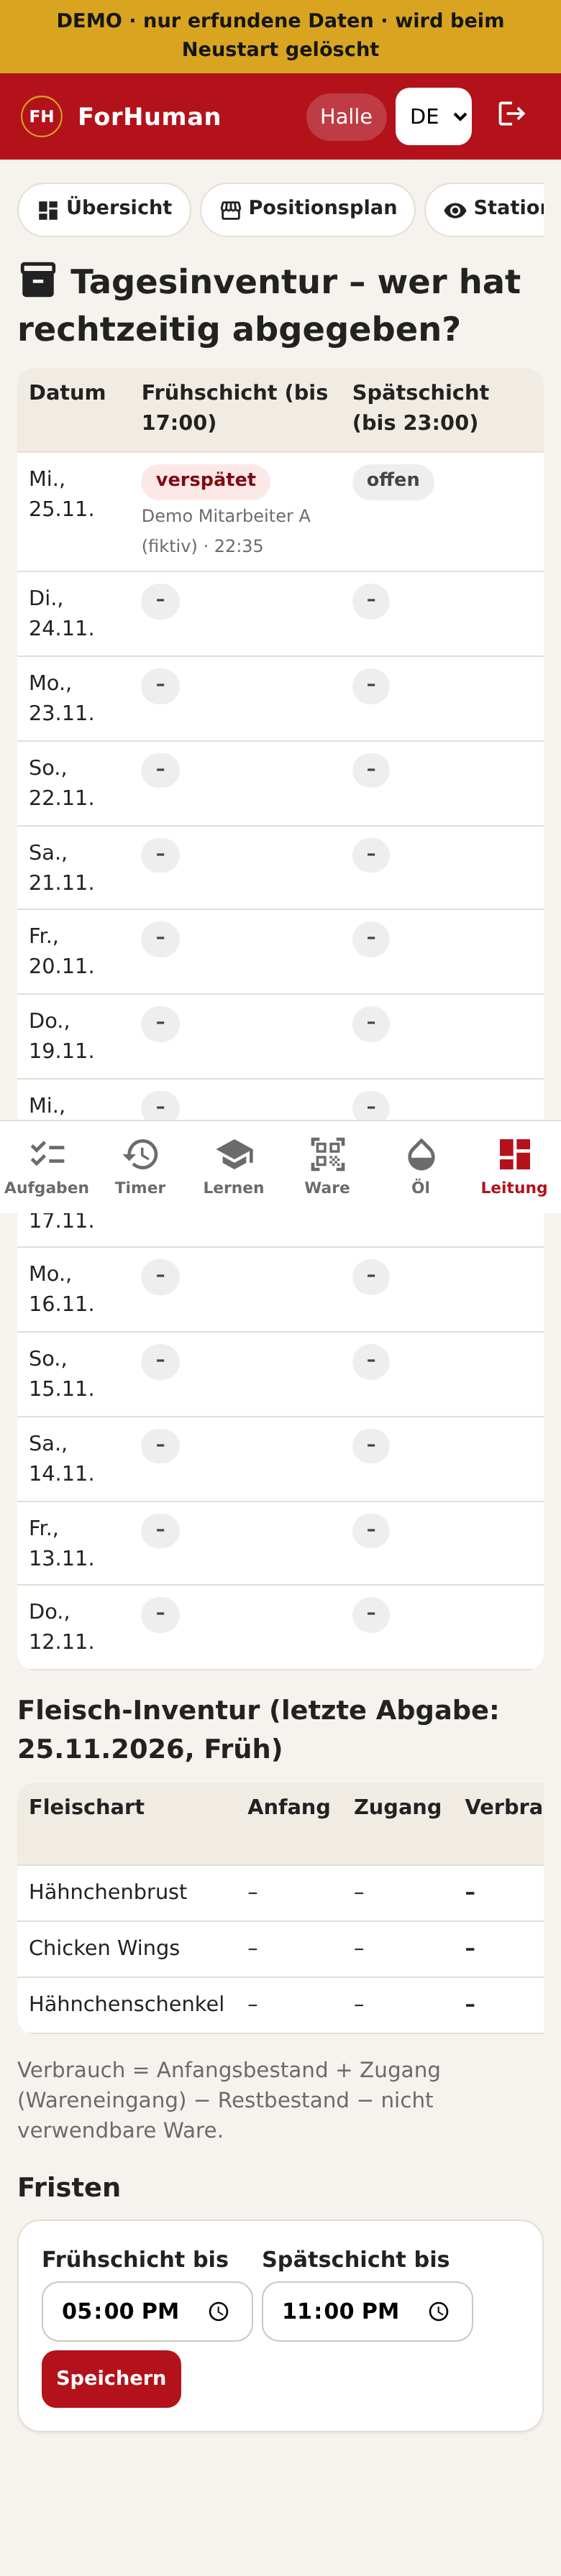 DEMO · nur erfundene Daten · wird beim
Neustart gelöscht
FH ForHuman Halle DE
Übersicht Positionsplan Station
Tagesinventur – wer hat
rechtzeitig abgegeben?
Datum Frühschicht (bis 17:00) Spätschicht (bis 23:00)
Mi., 25.11. verspätet offen
Demo Mitarbeiter A
(fiktiv) · 22:35
Di., 24.11. – –
Mo., 23.11. – –
So., 22.11. – –
Sa., 21.11. – –
Fr., 20.11. – –
Do., 19.11. – –
Mi., – –
Aufgaben Timer Lernen Ware Öl Leitung
17.11.
Mo., 16.11. – –
So., 15.11. – –
Sa., 14.11. – –
Fr., 13.11. – –
Do., 12.11. – –
Fleisch-Inventur (letzte Abgabe:
25.11.2026, Früh)
Fleischart Anfang Zugang Verbra
Hähnchenbrust – – –
Chicken Wings – – –
Hähnchenschenkel – – –
Verbrauch = Anfangsbestand + Zugang
(Wareneingang) − Restbestand − nicht
verwendbare Ware.
Fristen
Frühschicht bis Spätschicht bis
05:00 PM 11:00 PM
Speichern